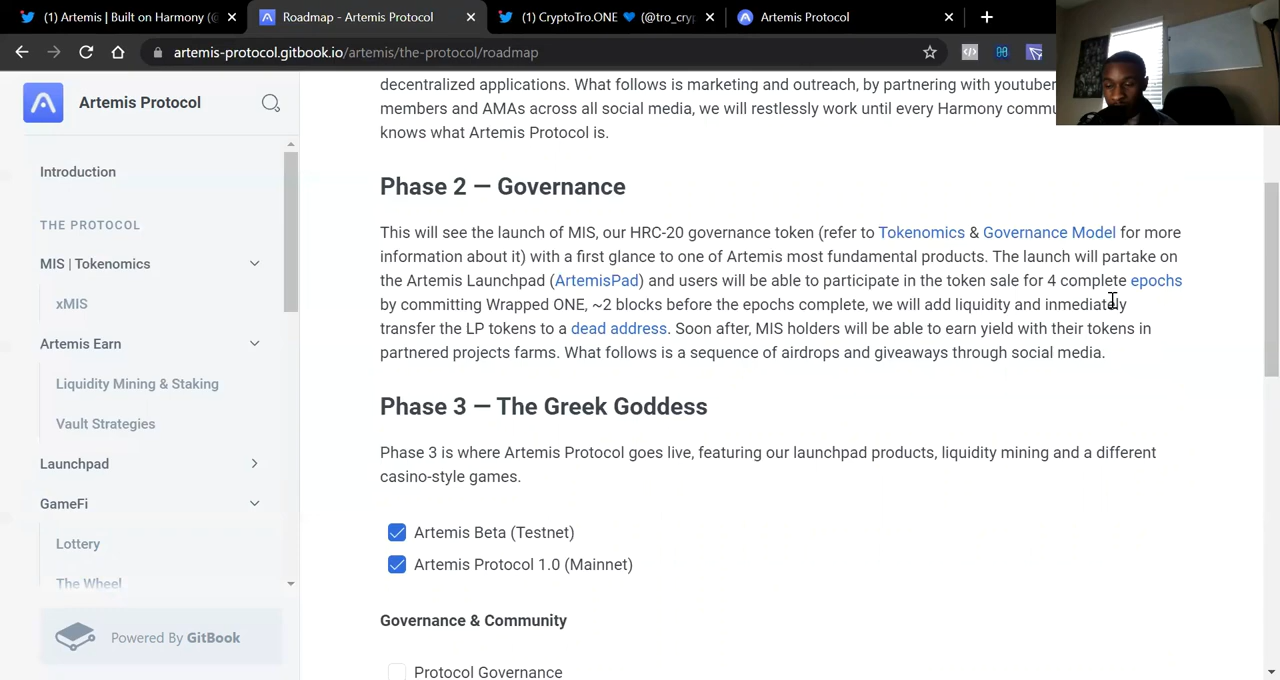 (1) Artemis | Built on Harmony (@
Roadmap - Artemis Protocol
(1) CryptoTro.ONE 💙 (@tro_cryp
Artemis Protocol
artemis-protocol.gitbook.io/artemis/the-protocol/roadmap
Artemis Protocol
Introduction
THE PROTOCOL
MIS | Tokenomics
xMIS
Artemis Earn
Liquidity Mining & Staking
Vault Strategies
Launchpad
GameFi
Lottery
The Wheel
Powered By GitBook
decentralized applications. What follows is marketing and outreach, by partnering with youtube
members and AMAs across all social media, we will restlessly work until every Harmony commu
knows what Artemis Protocol is.
Phase 2 — Governance
This will see the launch of MIS, our HRC-20 governance token (refer to Tokenomics & Governance Model for more
information about it) with a first glance to one of Artemis most fundamental products. The launch will partake on
the Artemis Launchpad (ArtemisPad) and users will be able to participate in the token sale for 4 complete epochs
by committing Wrapped ONE, ~2 blocks before the epochs complete, we will add liquidity and inmediately
transfer the LP tokens to a dead address. Soon after, MIS holders will be able to earn yield with their tokens in
partnered projects farms. What follows is a sequence of airdrops and giveaways through social media.
Phase 3 — The Greek Goddess
Phase 3 is where Artemis Protocol goes live, featuring our launchpad products, liquidity mining and a different
casino-style games.
Artemis Beta (Testnet)
Artemis Protocol 1.0 (Mainnet)
Governance & Community
Protocol Governance